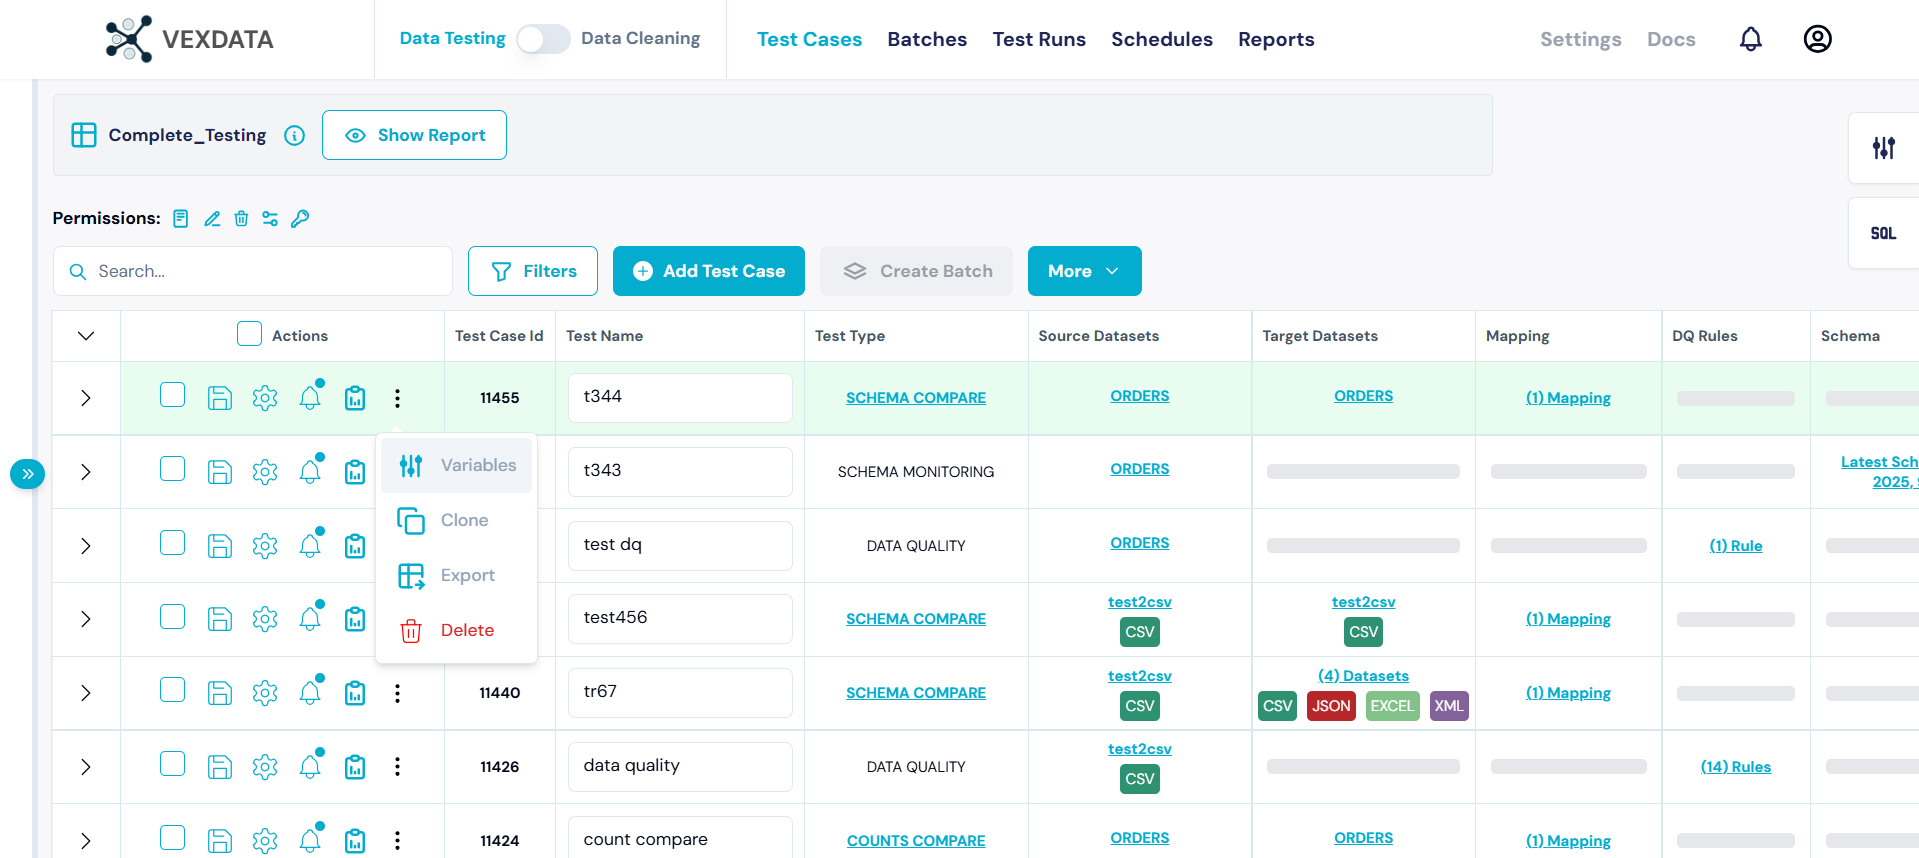 VEXDATA
Data Testing Data Cleaning
Test Cases Batches Test Runs Schedules Reports
Settings Docs
Complete_Testing Show Report
SQL
Permissions:
Search... Filters Add Test Case Create Batch More
Actions Test Case Id Test Name Test Type Source Datasets Target Datasets Mapping DQ Rules Schema
11455 t344 SCHEMA COMPARE ORDERS ORDERS (1) Mapping
Variables
Clone
Export
Delete
t343 SCHEMA MONITORING ORDERS Latest Sch
2025,
test dq DATA QUALITY ORDERS (1) Rule
test456 SCHEMA COMPARE test2csv test2csv (1) Mapping
CSV CSV
11440 tr67 SCHEMA COMPARE test2csv (4) Datasets (1) Mapping
CSV CSV JSON EXCEL XML
11426 data quality DATA QUALITY test2csv (14) Rules
CSV
11424 count compare COUNTS COMPARE ORDERS ORDERS (1) Mapping